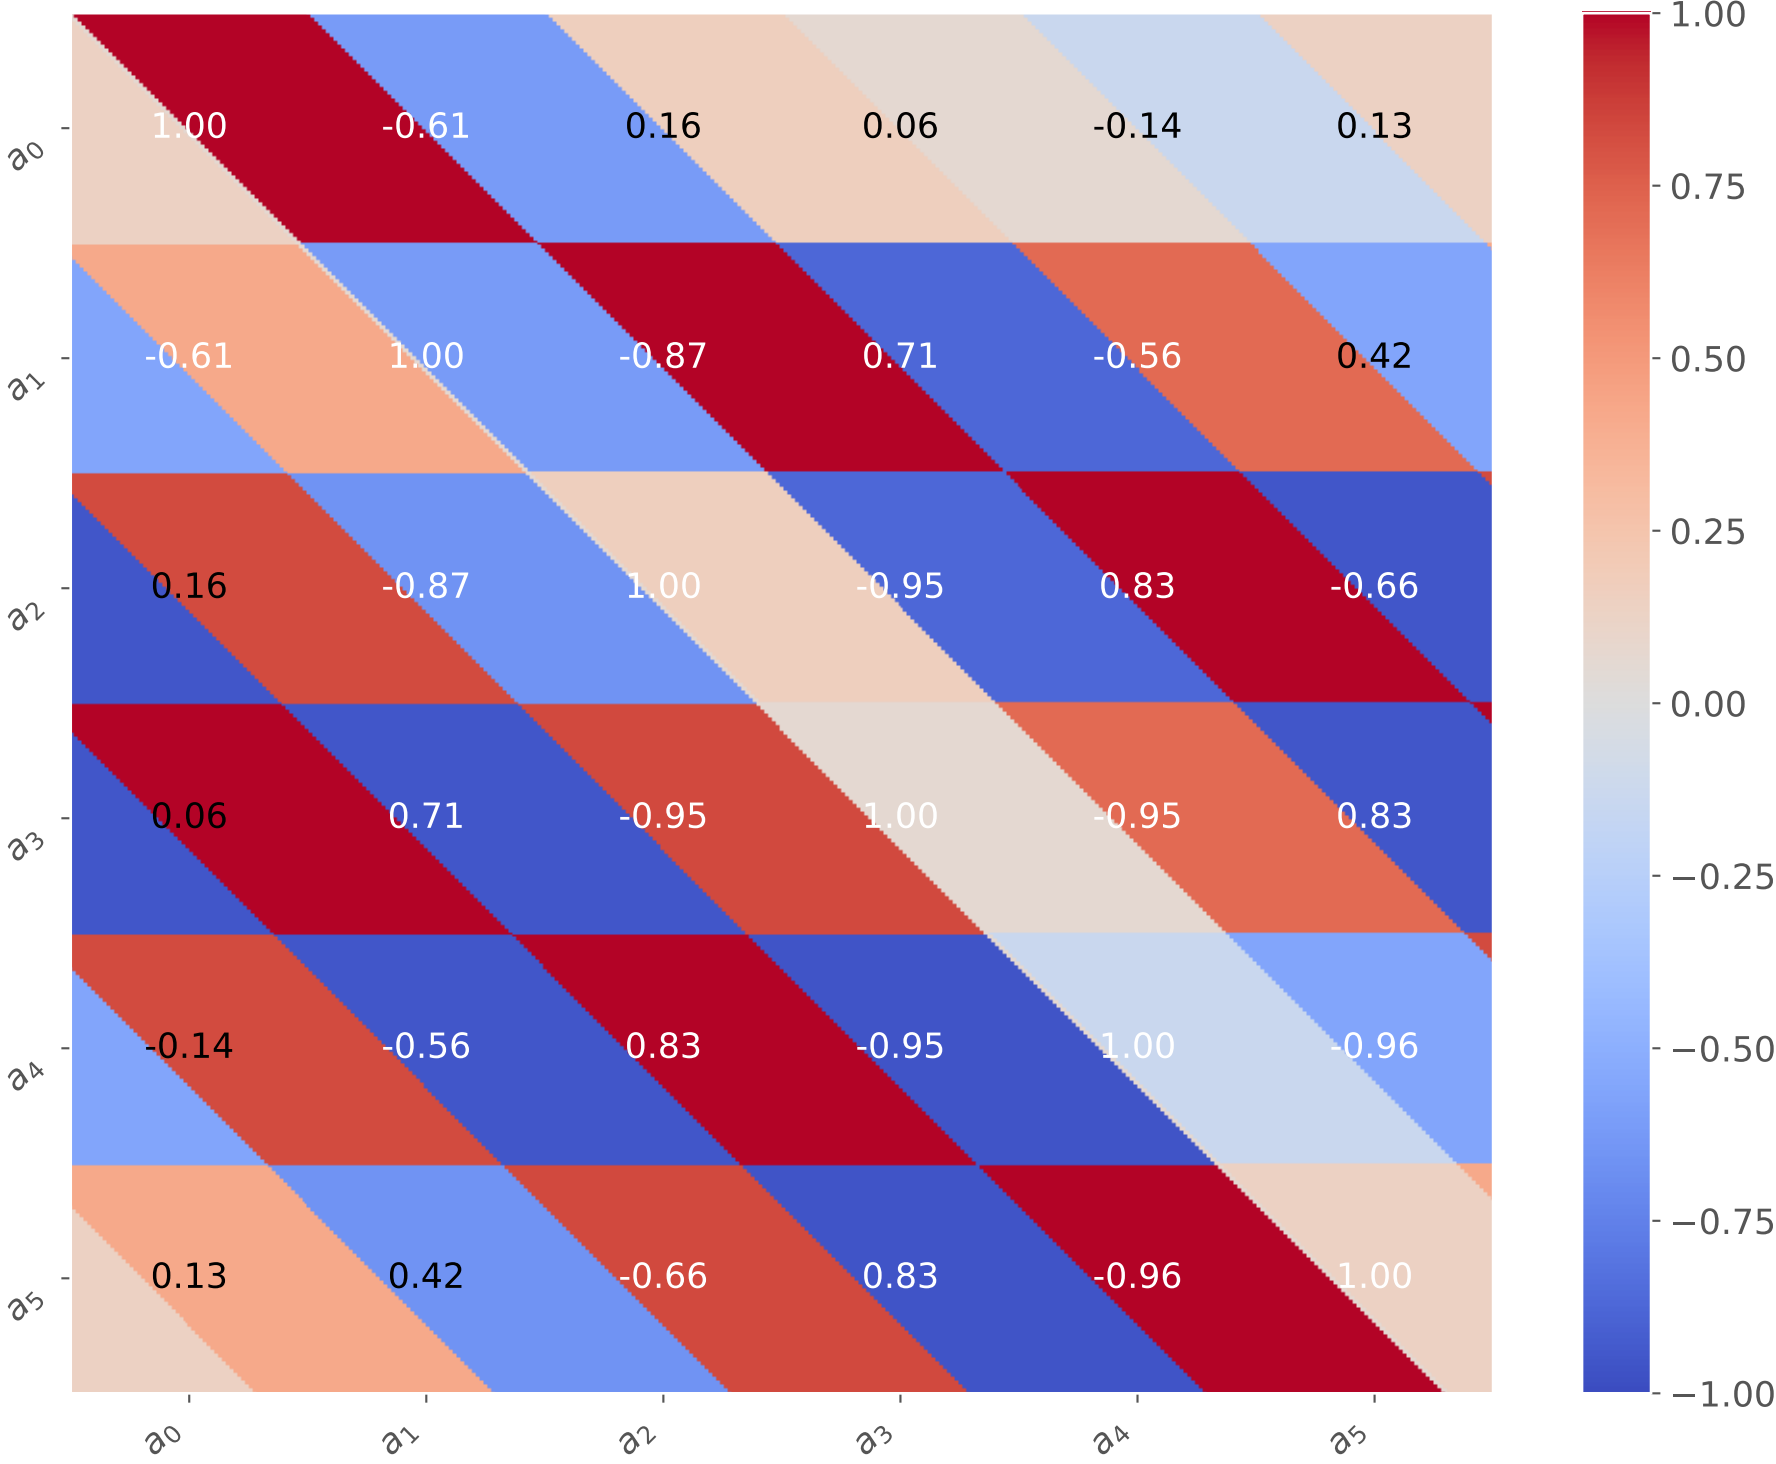 1.00
a0 1.00 -0.61 0.16 0.06 -0.14 0.13
0.75
a1 -0.61 1.00 -0.87 0.71 -0.56 0.42
0.50
0.25
a2 0.16 -0.87 1.00 -0.95 0.83 -0.66
0.00
a3 0.06 0.71 -0.95 1.00 -0.95 0.83
−0.25
a4 -0.14 -0.56 0.83 -0.95 1.00 -0.96
−0.50
−0.75
a5 0.13 0.42 -0.66 0.83 -0.96 1.00
−1.00
a0 a1 a2 a3 a4 a5